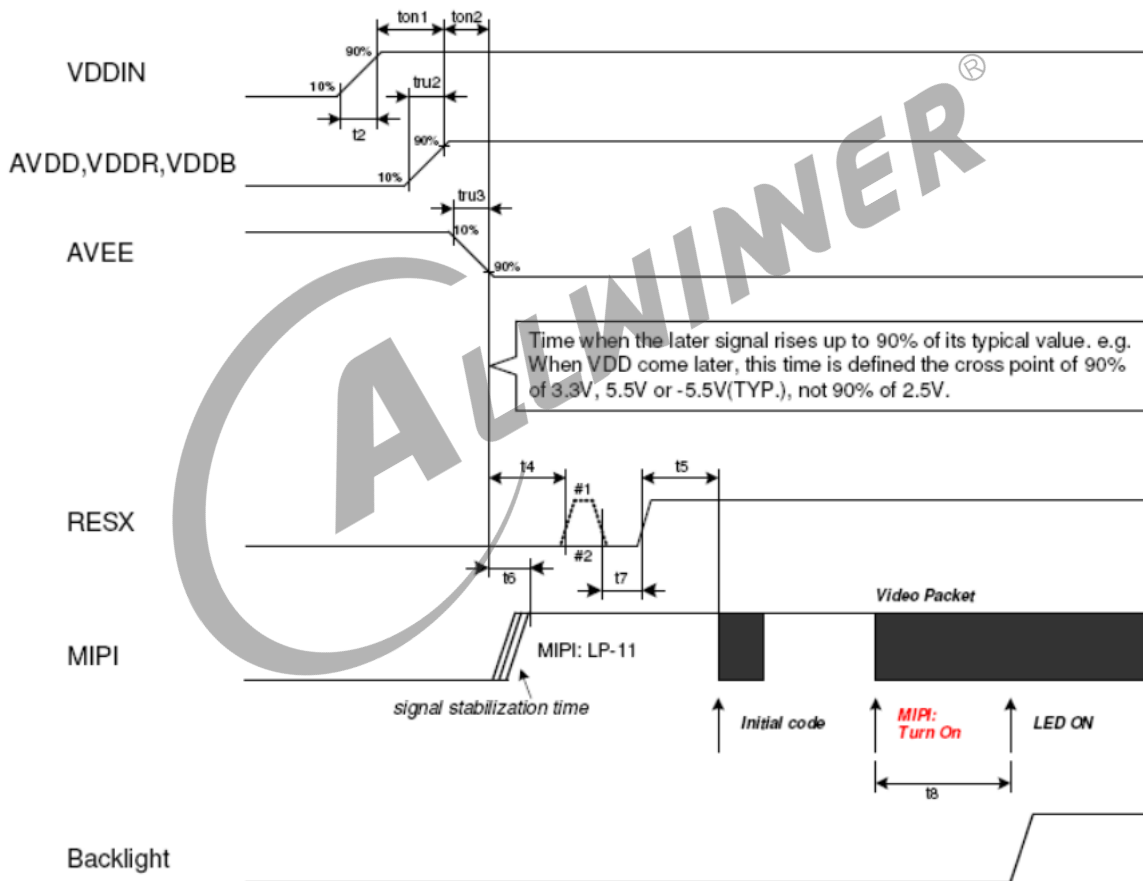 ton1 ton2
VDDIN
90%
10%
t2
tru2
AVDD,VDDR,VDDB
90%
10%
tru3
AVEE
10%
90%
ALLWINNER®
Time when the later signal rises up to 90% of its typical value. e.g.
When VDD come later, this time is defined the cross point of 90%
of 3.3V, 5.5V or -5.5V(TYP.), not 90% of 2.5V.
t4
t5
RESX
#1
#2
t6
t7
Video Packet
MIPI
MIPI: LP-11
signal stabilization time
Initial code
MIPI:
Turn On
LED ON
t8
Backlight